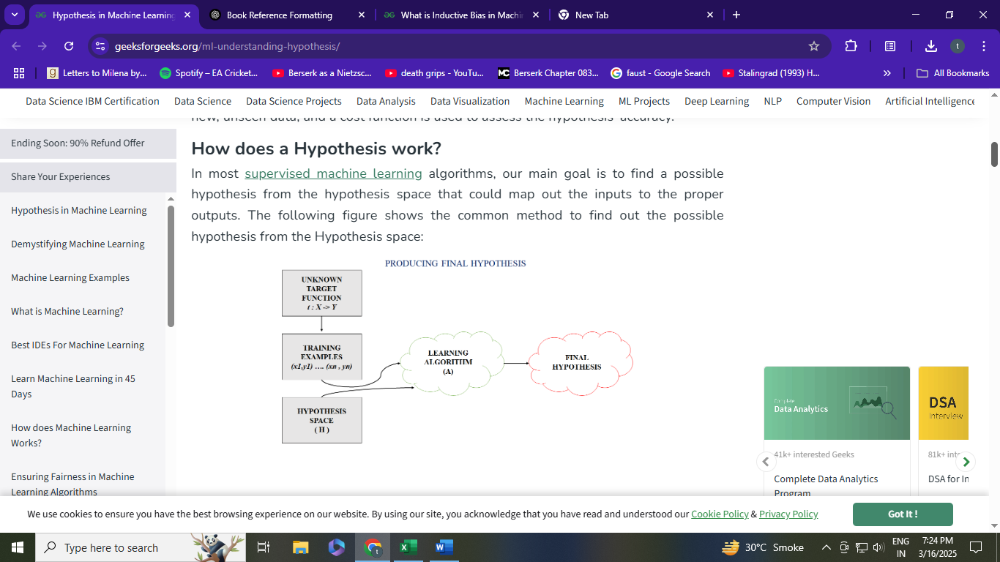 Hypothesis in Machine Learning
Book Reference Formatting
What is Inductive Bias in Machi
New Tab
geeksforgeeks.org/ml-understanding-hypothesis/
t
Letters to Milena by...
Spotify – EA Cricket...
Berserk as a Nietzsc...
death grips - YouTu...
Berserk Chapter 083...
faust - Google Search
Stalingrad (1993) H...
All Bookmarks
Data Science IBM Certification
Data Science
Data Science Projects
Data Analysis
Data Visualization
Machine Learning
ML Projects
Deep Learning
NLP
Computer Vision
Artificial Intelligence
new, unseen data, and a cost function is used to assess the hypothesis' accuracy.
Ending Soon: 90% Refund Offer
Share Your Experiences
Hypothesis in Machine Learning
Demystifying Machine Learning
Machine Learning Examples
What is Machine Learning?
Best IDEs For Machine Learning
Learn Machine Learning in 45
Days
How does Machine Learning
Works?
Ensuring Fairness in Machine
Learning Algorithms
How does a Hypothesis work?
In most supervised machine learning algorithms, our main goal is to find a possible
hypothesis from the hypothesis space that could map out the inputs to the proper
outputs. The following figure shows the common method to find out the possible
hypothesis from the Hypothesis space:
PRODUCING FINAL HYPOTHESIS
UNKNOWN
TARGET
FUNCTION
t : X -> Y
TRAINING
EXAMPLES
(x1,y1) .... (xn , yn)
HYPOTHESIS
SPACE
( H )
LEARNING
ALGORITHM
(A)
FINAL
HYPOTHESIS
Complete
Data Analytics
41k+ interested Geeks
Complete Data Analytics
Program
DSA
Interview
81k+ inte
DSA for In
We use cookies to ensure you have the best browsing experience on our website. By using our site, you acknowledge that you have read and understood our Cookie Policy & Privacy Policy
Got It !
Type here to search
30°C Smoke
ENG
IN
7:24 PM
3/16/2025